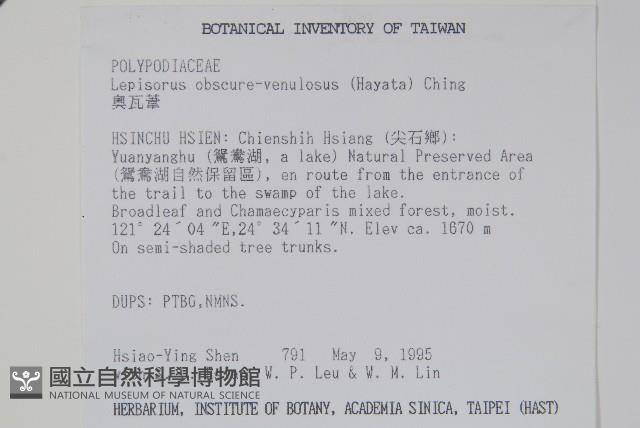 BOTANICAL INVENTORY OF TAIWAN
POLYPODIACEAE
Lepisorus obscure-venulosus (Hayata) Ching
奧瓦葦
HSINCHU HSIEN: Chienshih Hsiang (尖石鄉):
Yuanyanghu (鴛鴦湖, a lake) Natural Preserved Area
(鴛鴦湖自然保留區), en route from the entrance of
the trail to the swamp of the lake.
Broadleaf and Chamaecyparis mixed forest, moist.
121° 24′ 04 ″E,24° 34′ 11 ″N. Elev ca. 1670 m
On semi-shaded tree trunks.
DUPS: PTBG,NMNS.
Hsiao-Ying Shen 791 May 9, 1995
W. P. Leu & W. M. Lin
國立自然科學博物館
NATIONAL MUSEUM OF NATURAL SCIENCE
HERBARIUM, INSTITUTE OF BOTANY, ACADEMIA SINICA, TAIPEI (HAST)